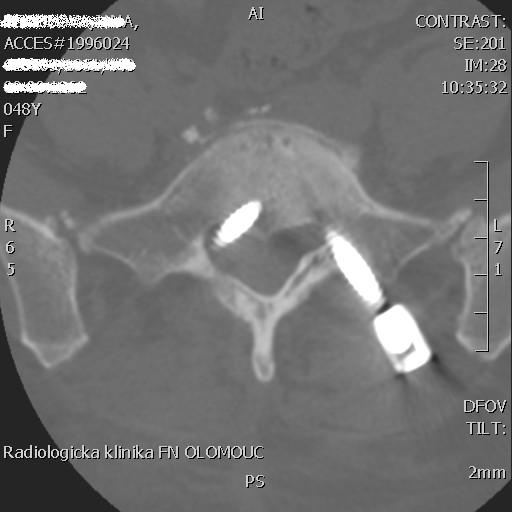 AI
A,
ACCES#1996024
048Y
F
CONTRAST:
SE:201
IM:28
10:35:32
R
6
5
L
7
1
DFOV
TILT:
Radiologicka klinika FN OLOMOUC
PS
2mm